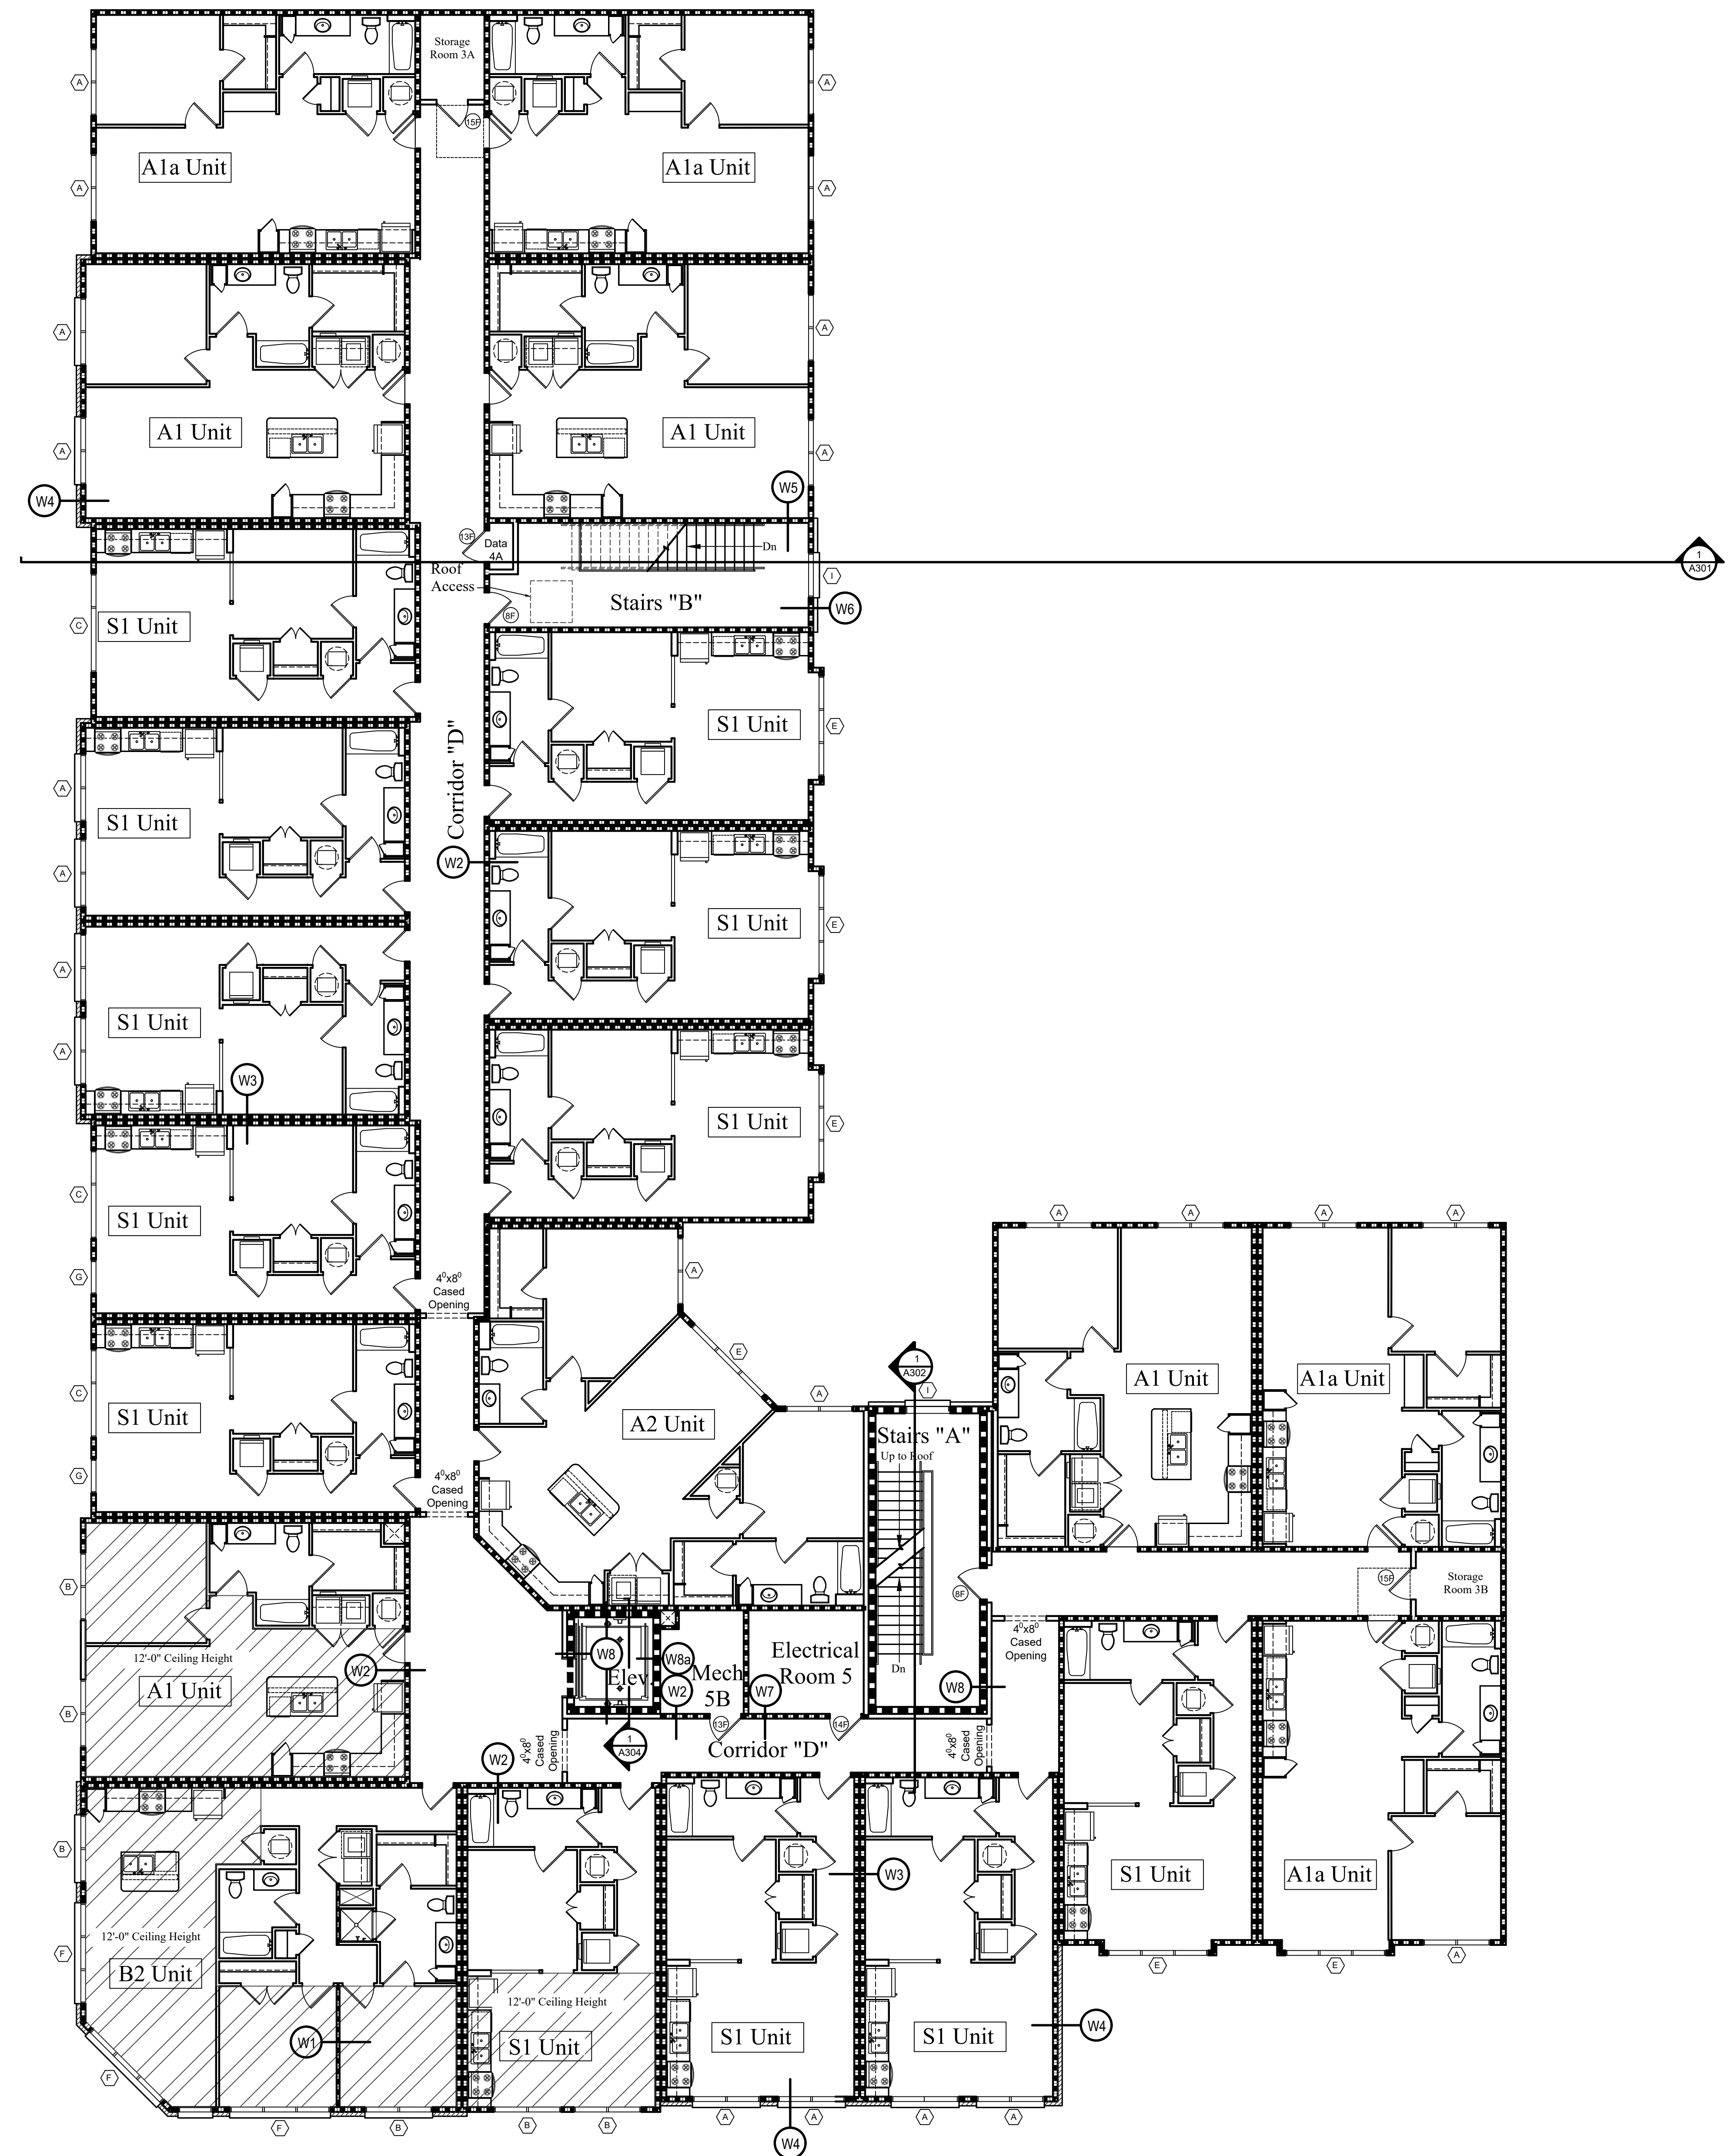 Storage
Room 3A
A
A
15F
A1a Unit
A1a Unit
A
A
A
A
A1 Unit
A1 Unit
A
A
W4
W5
13F
Data
4A
Dn
1
A301
Roof
Access
I
8F
Stairs "B"
W6
C
S1 Unit
S1 Unit
E
Corridor "D"
A
S1 Unit
W2
A
S1 Unit
E
A
S1 Unit
A
W3
S1 Unit
E
C
S1 Unit
G
4⁰x8⁰
Cased
Opening
A
A
A
A
A
E
1
A302
I
A
C
S1 Unit
A2 Unit
A1 Unit
A1a Unit
Stairs "A"
Up to Roof
G
4⁰x8⁰
Cased
Opening
B
8F
15F
Storage
Room 3B
12'-0" Ceiling Height
W2
A1 Unit
B
W8
Elev.
W8a
Mech
5B
W2
Electrical
Room 5
W7
Dn
W8
4⁰x8⁰
Cased
Opening
13F
14F
1
A304
Corridor "D"
4⁰x8⁰
Cased
Opening
4⁰x8⁰
Cased
Opening
W2
B
W3
S1 Unit
A1a Unit
12'-0" Ceiling Height
F
B2 Unit
E
E
A
12'-0" Ceiling Height
W1
S1 Unit
S1 Unit
S1 Unit
W4
F
F
B
B
B
A
A
A
A
W4